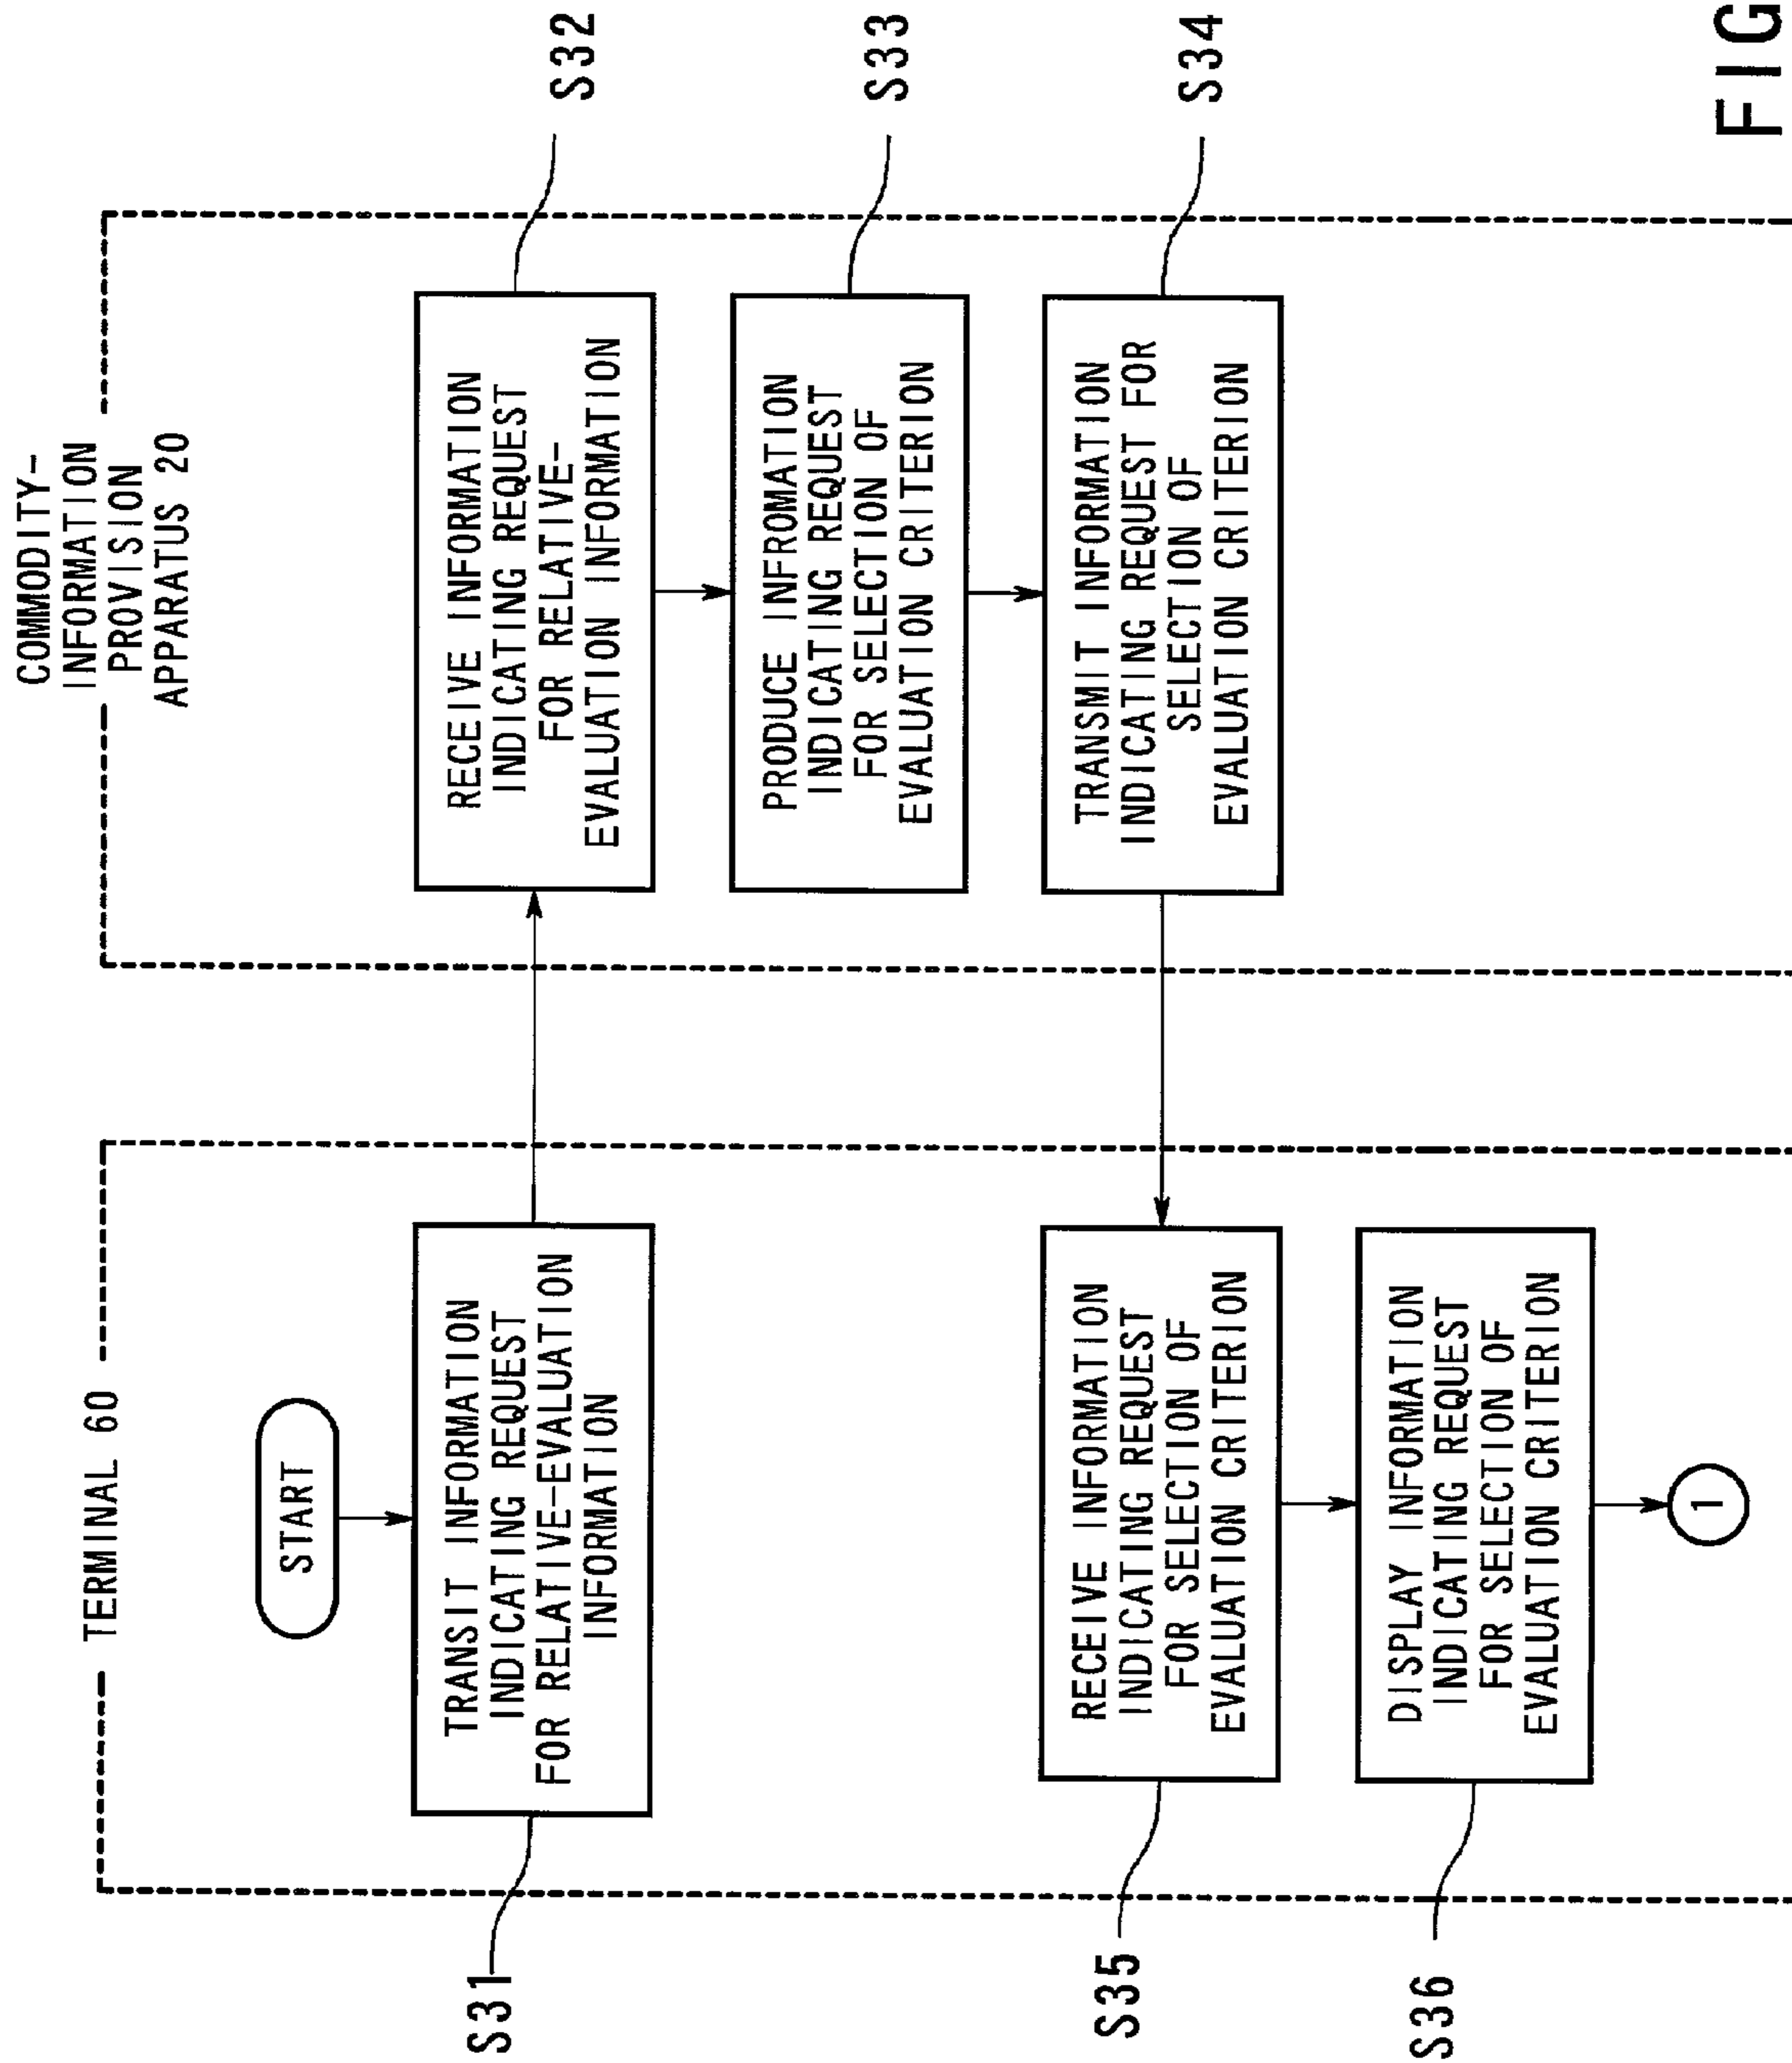 TERMINAL 60
START
TRANSIT INFORMATION
INDICATING REQUEST
FOR RELATIVE-EVALUATION
INFORMATION
S31
COMMODITY-
INFORMATION
PROVISION
APPARATUS 20
RECEIVE INFORMATION
INDICATING REQUEST
FOR RELATIVE-
EVALUATION INFORMATION
S32
PRODUCE INFROMATION
INDICATING REQUEST
FOR SELECTION OF
EVALUATION CRITERION
S33
TRANSMIT INFORMATION
INDICATING REQUEST FOR
SELECTION OF
EVALUATION CRITERION
S34
RECEIVE INFORMATION
INDICATING REQUEST
FOR SELECTION OF
EVALUATION CRITERION
S35
DISPLAY INFORMATION
INDICATING REQUEST
FOR SELECTION OF
EVALUATION CRITERION
S36
1
FIG